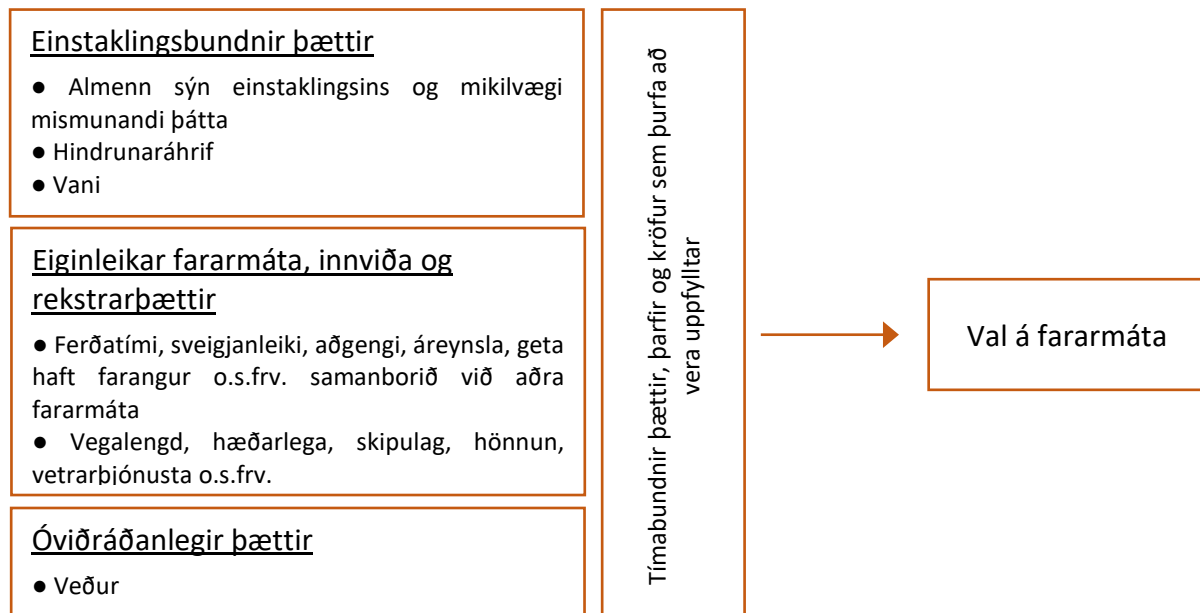 Einstaklingsbundnir þættir
● Almenn sýn einstaklingsins og mikilvægi
mismunandi þátta
● Hindrunaráhrif
● Vani
Eiginleikar fararmáta, innviða og
rekstrarþættir
● Ferðatími, sveigjanleiki, aðgengi, áreynsla, geta
haft farangur o.s.frv. samanborið við aðra
fararmáta
● Vegalengd, hæðarlega, skipulag, hönnun,
vetrarþjónusta o.s.frv.
Óviðráðanlegir þættir
● Veður
Tímabundnir þættir, þarfir og kröfur sem þurfa að
vera uppfylltar
Val á fararmáta